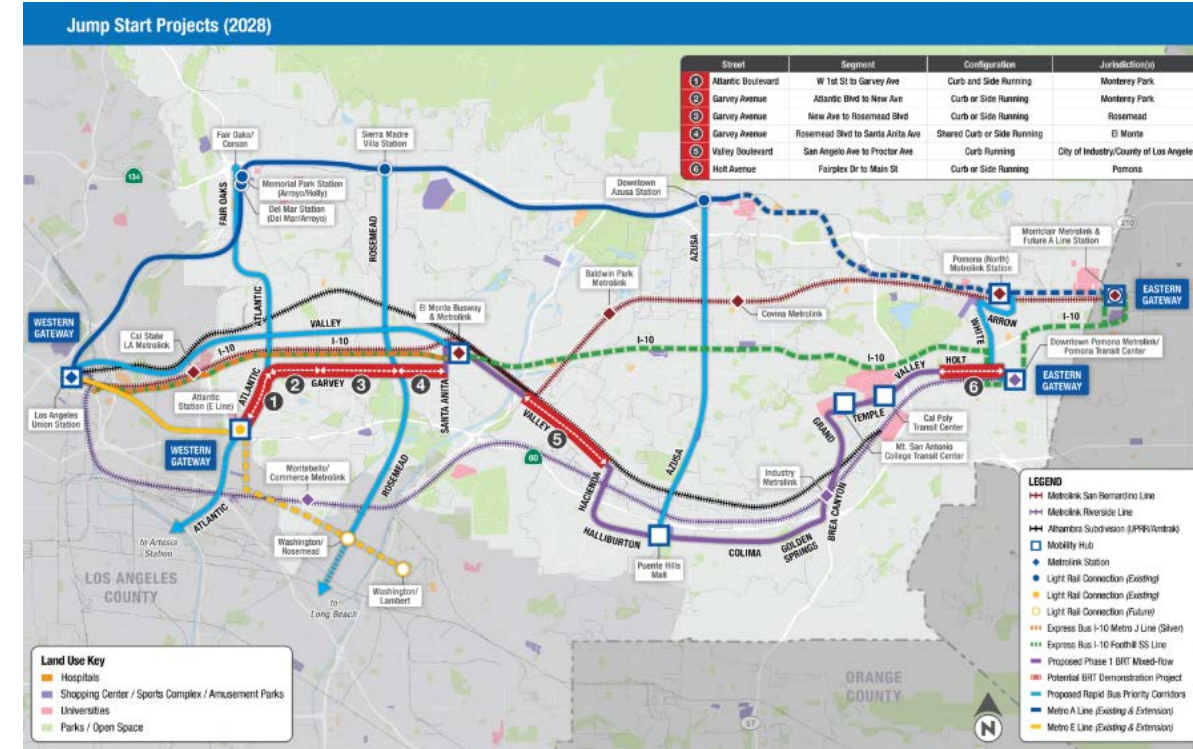 Jump Start Projects (2028)
Street Segment Configuration Jurisdiction(s)
1 Atlantic Boulevard W 1st St to Garvey Ave Curb and Side Running Monterey Park
2 Garvey Avenue Atlantic Blvd to New Ave Curb or Side Running Monterey Park
3 Garvey Avenue New Ave to Rosemead Blvd Curb or Side Running Rosemead
4 Garvey Avenue Rosemead Blvd to Santa Anita Ave Shared Curb or Side Running El Monte
5 Valley Boulevard San Angelo Ave to Proctor Ave Curb Running City of Industry/County of Los Angele
6 Holt Avenue Fairplex Dr to Main St Curb or Side Running Pomona
Fair Oaks/
Corson
Sierra Madre
Villa Station
134
Memorial Park Station
(Arroyo/Holly)
Del Mar Station
(Del Mar/Arroyo)
FAIR OAKS
ROSEMEAD
Downtown
Azusa Station
AZUSA
210
Montclair Metrolink &
Future A Line Station
Pomona (North)
Metrolink Station
Baldwin Park
Metrolink
Covina Metrolink
EASTERN
GATEWAY
ARROW
WHITE
I-10
WESTERN
GATEWAY
ATLANTIC
VALLEY
El Monte Busway
& Metrolink
Cal State
LA Metrolink
I-10
I-10
I-10
I-10
Downtown Pomona Metrolink/
Pomona Transit Center
VALLEY
HOLT
6
EASTERN
GATEWAY
Los Angeles
Union Station
Atlantic
Station (E Line)
ATLANTIC
1
2
GARVEY
3
4
SANTA ANITA
VALLEY
5
TEMPLE
GRAND
Cal Poly
Transit Center
Mt. San Antonio
College Transit Center
WESTERN
GATEWAY
Montebello/
Commerce Metrolink
ROSEMEAD
60
AZUSA
Industry
Metrolink
HACIENDA
HALLIBURTON
COLIMA
GOLDEN
SPRINGS
BREA CANYON
ATLANTIC
to Artesia
Station
Washington/
Rosemead
Puente Hills
Mall
LOS ANGELES
COUNTY
to
Long Beach
Washington/
Lambert
ORANGE
COUNTY
57
N
Land Use Key
Hospitals
Shopping Center / Sports Complex / Amusement Parks
Universities
Parks / Open Space
LEGEND
Metrolink San Bernardino Line
Metrolink Riverside Line
Alhambra Subdivision (UPRR/Amtrak)
Mobility Hub
Metrolink Station
Light Rail Connection (Existing)
Light Rail Connection (Existing)
Light Rail Connection (Future)
Express Bus I-10 Metro J Line (Silver)
Express Bus I-10 Foothill SS Line
Proposed Phase 1 BRT Mixed-flow
Potential BRT Demonstration Project
Proposed Rapid Bus Priority Corridors
Metro A Line (Existing & Extension)
Metro E Line (Existing & Extension)